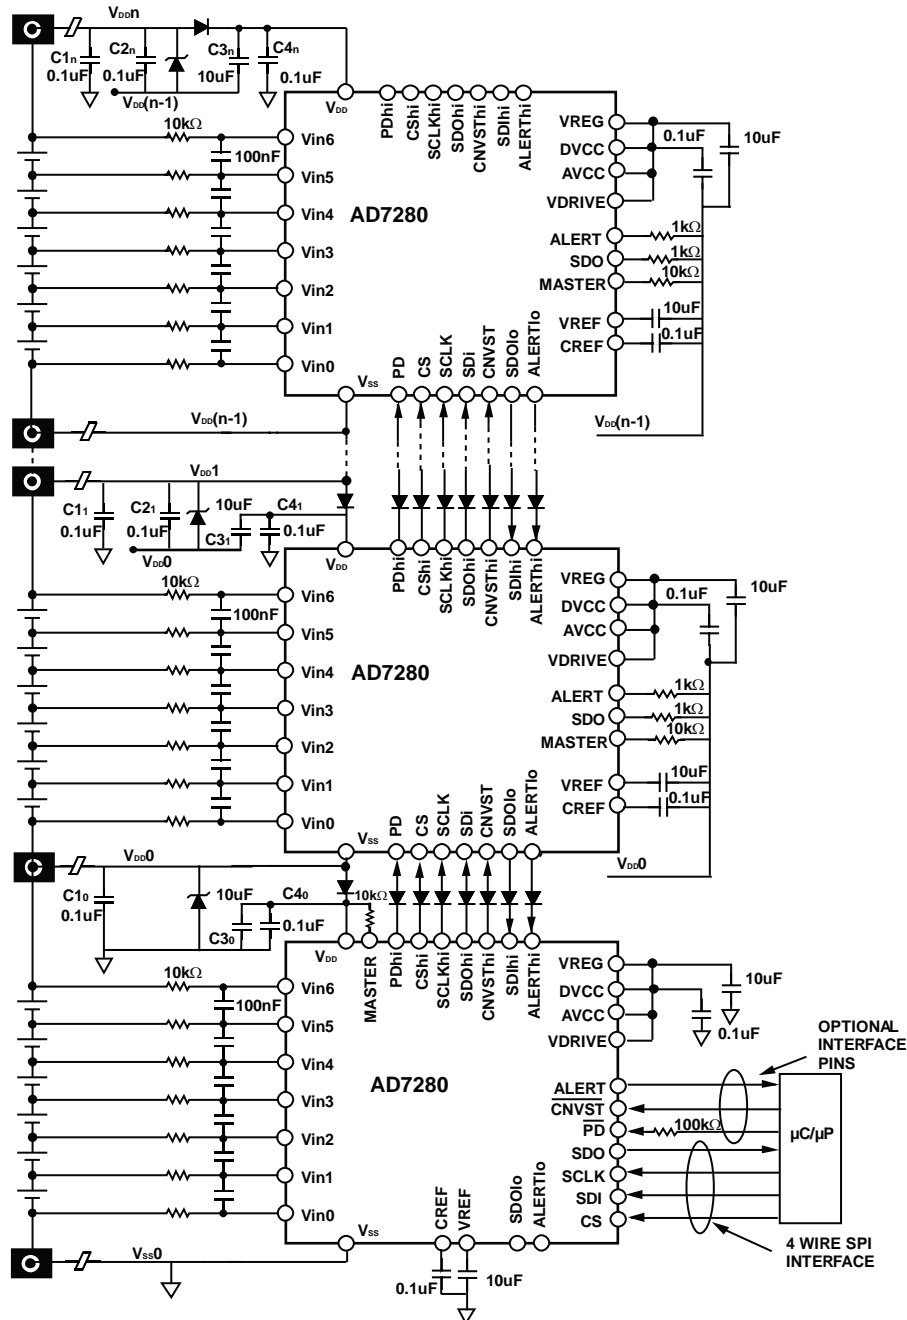 VDDn
C1n
0.1uF
C2n
0.1uF
C3n
10uF
C4n
0.1uF
VDD(n-1)
VDD
PDhi
CShi
SCLKhi
SDOhi
CNVSThi
SDIhi
ALERThi
10kΩ
100nF
Vin6
Vin5
Vin4
Vin3
Vin2
Vin1
Vin0
AD7280
VREG
DVCC
AVCC
VDRIVE
ALERT
SDO
MASTER
VREF
CREF
0.1uF
10uF
1kΩ
1kΩ
10kΩ
10uF
0.1uF
VDD(n-1)
VSS
PD
CS
SCLK
SDi
CNVST
SDOlo
ALERTlo
VDD(n-1)
VDD1
C11
0.1uF
C21
0.1uF
10uF
C31
C41
0.1uF
VDD0
VDD
PDhi
CShi
SCLKhi
SDOhi
CNVSThi
SDIhi
ALERThi
10kΩ
100nF
Vin6
Vin5
Vin4
Vin3
Vin2
Vin1
Vin0
AD7280
VREG
DVCC
AVCC
VDRIVE
ALERT
SDO
MASTER
VREF
CREF
0.1uF
10uF
1kΩ
1kΩ
10kΩ
10uF
0.1uF
VDD0
VSS
PD
CS
SCLK
SDi
CNVST
SDOlo
ALERTlo
VDD0
C10
0.1uF
10uF
C30
C40
0.1uF
10kΩ
VDD
MASTER
PDhi
CShi
SCLKhi
SDOhi
CNVSThi
SDIhi
ALERThi
10kΩ
100nF
Vin6
Vin5
Vin4
Vin3
Vin2
Vin1
Vin0
AD7280
VREG
DVCC
AVCC
VDRIVE
ALERT
CNVST
PD
SDO
SCLK
SDI
CS
10uF
0.1uF
100kΩ
OPTIONAL
INTERFACE
PINS
µC/µP
4 WIRE SPI
INTERFACE
VSS
CREF
VREF
SDOlo
ALERTlo
VSS0
0.1uF
10uF